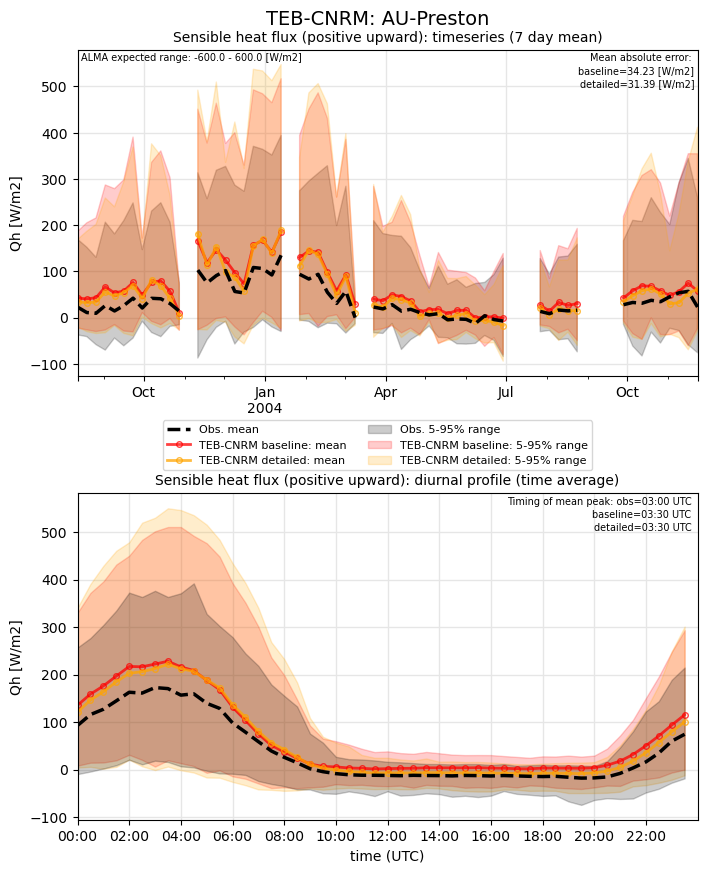 TEB-CNRM: AU-Preston
Sensible heat flux (positive upward): timeseries (7 day mean)
ALMA expected range: -600.0 - 600.0 [W/m2]
Mean absolute error:
baseline=34.23 [W/m2]
detailed=31.39 [W/m2]
500
400
300
200
100
0
−100
Qh [W/m2]
Oct Jan Apr Jul Oct
2004
Obs. mean
TEB-CNRM baseline: mean
TEB-CNRM detailed: mean
Obs. 5-95% range
TEB-CNRM baseline: 5-95% range
TEB-CNRM detailed: 5-95% range
Sensible heat flux (positive upward): diurnal profile (time average)
Timing of mean peak: obs=03:00 UTC
baseline=03:30 UTC
detailed=03:30 UTC
500
400
300
200
100
0
−100
Qh [W/m2]
00:00 02:00 04:00 06:00 08:00 10:00 12:00 14:00 16:00 18:00 20:00 22:00
time (UTC)